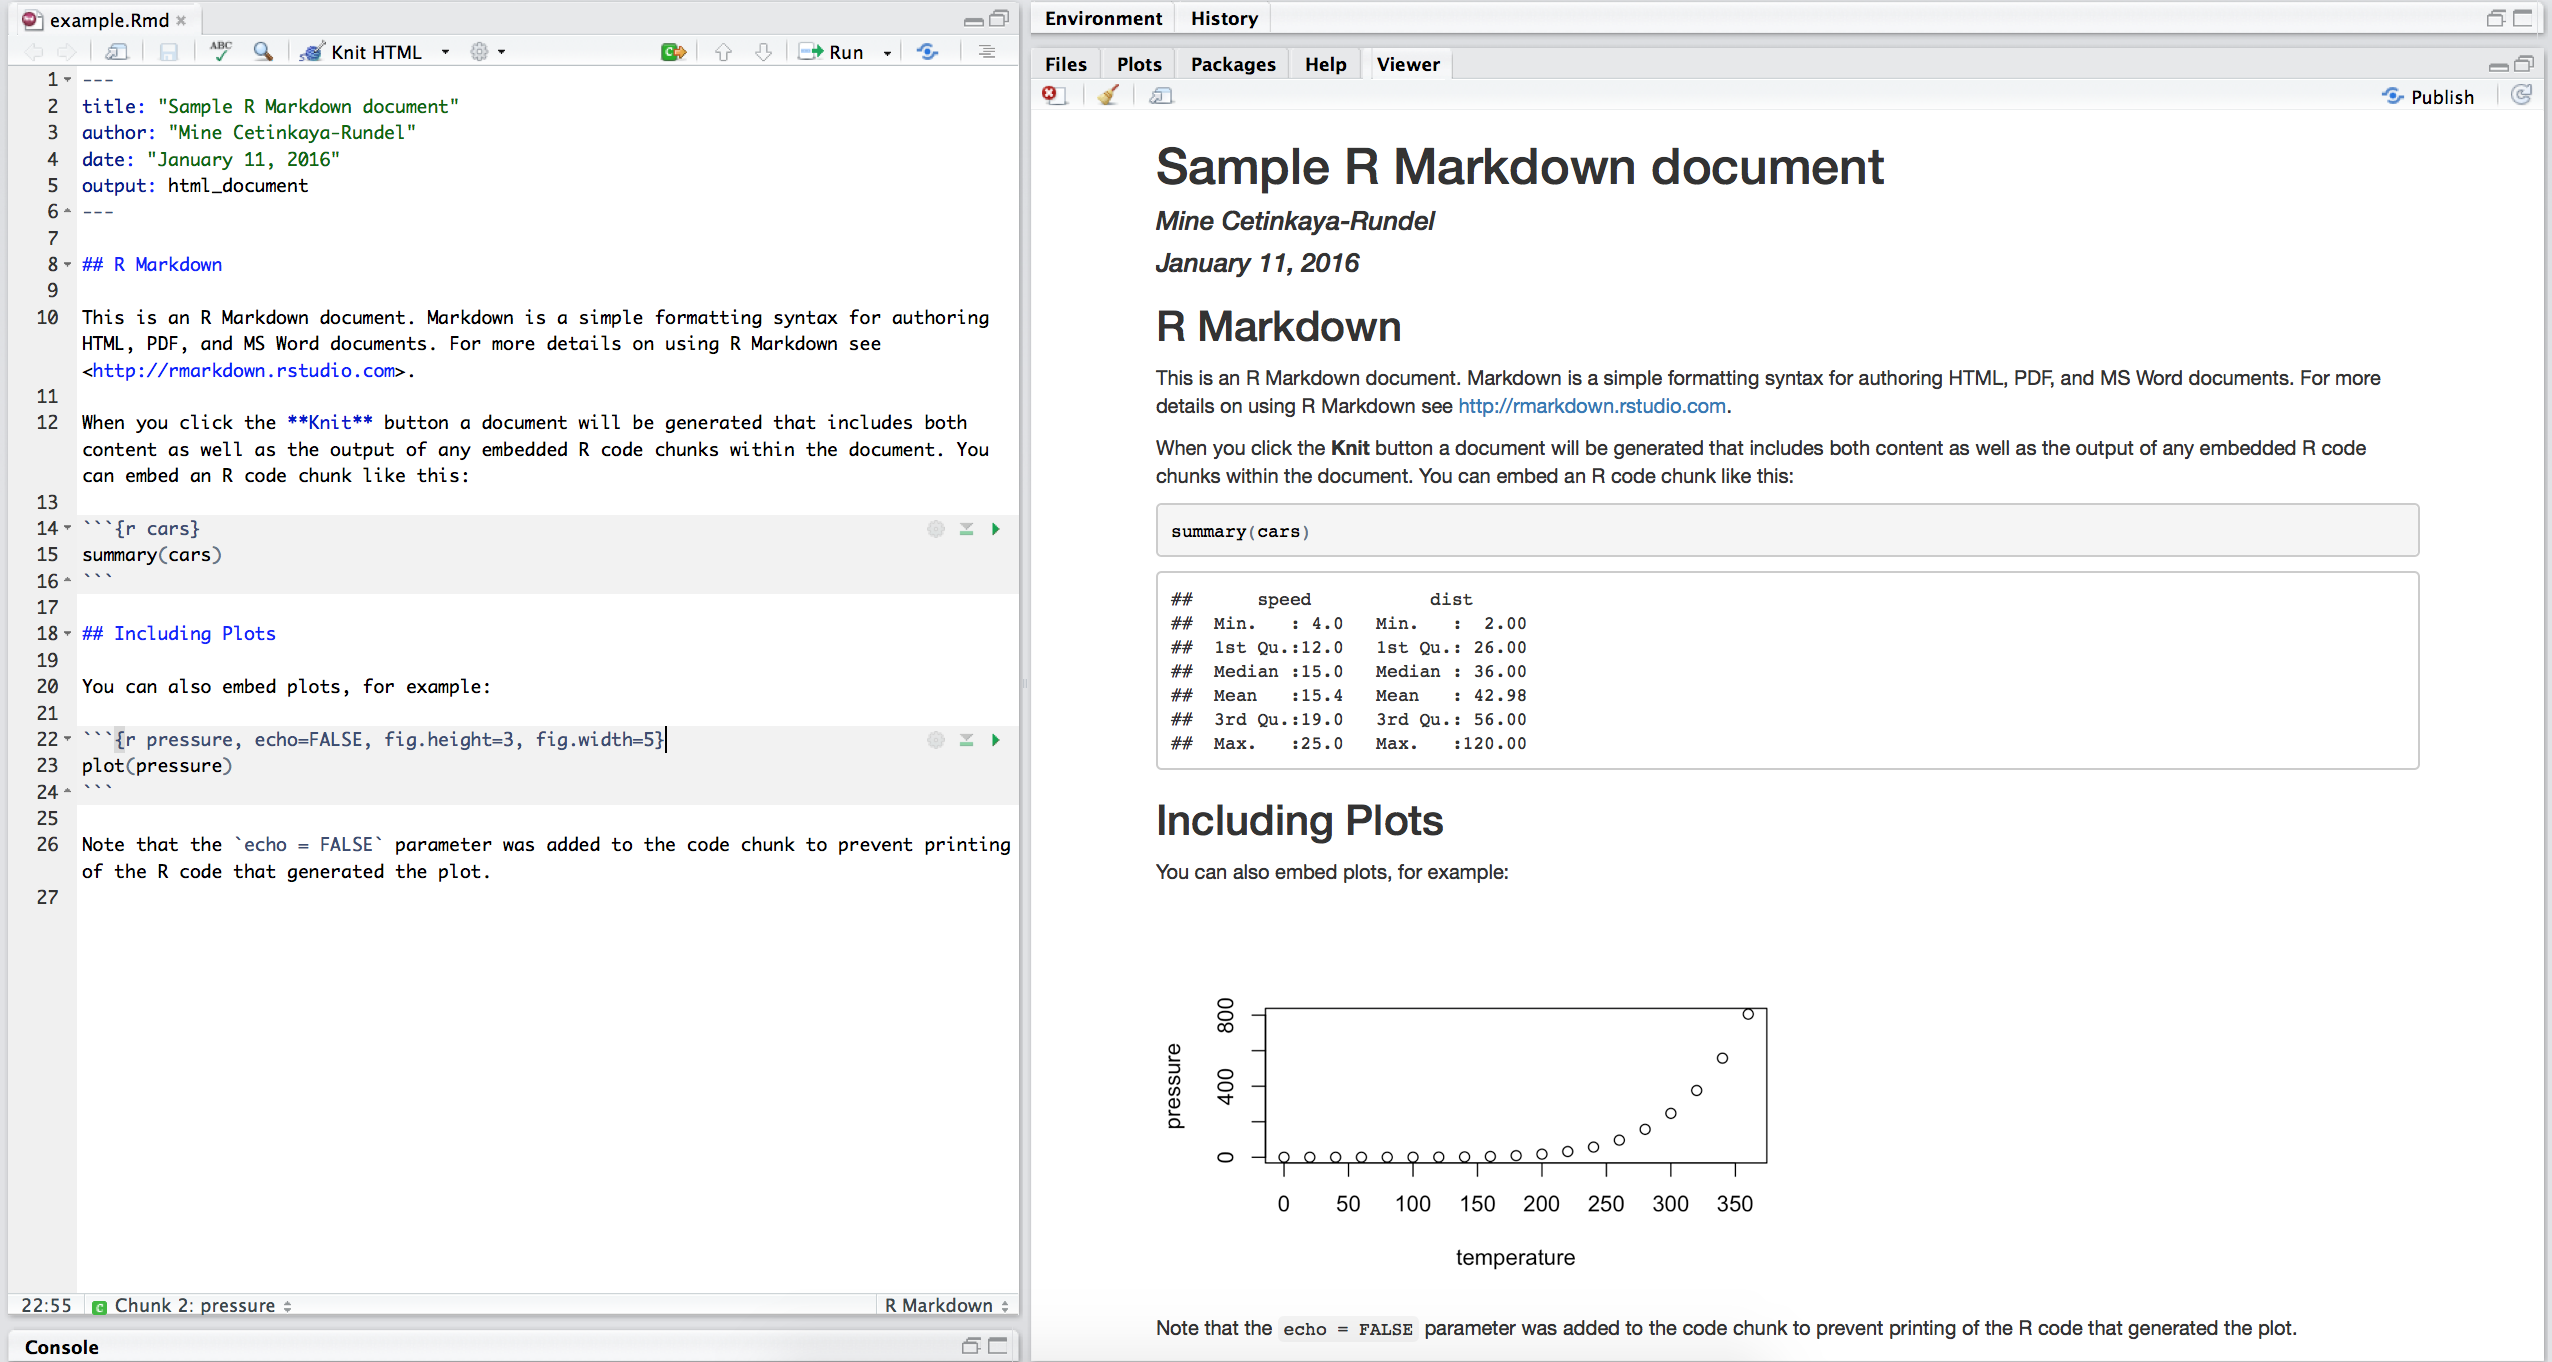 example.Rmd
ABC
Knit HTML
Run
1 ---
2 title: "Sample R Markdown document"
3 author: "Mine Cetinkaya-Rundel"
4 date: "January 11, 2016"
5 output: html_document
6 ---
7
8 ## R Markdown
9
10 This is an R Markdown document. Markdown is a simple formatting syntax for authoring
HTML, PDF, and MS Word documents. For more details on using R Markdown see
<http://rmarkdown.rstudio.com>.
11
12 When you click the **Knit** button a document will be generated that includes both
content as well as the output of any embedded R code chunks within the document. You
can embed an R code chunk like this:
13
14 ```{r cars}
15 summary(cars)
16 ```
17
18 ## Including Plots
19
20 You can also embed plots, for example:
21
22 ```{r pressure, echo=FALSE, fig.height=3, fig.width=5}
23 plot(pressure)
24 ```
25
26 Note that the `echo = FALSE` parameter was added to the code chunk to prevent printing
of the R code that generated the plot.
27
22:55 C Chunk 2: pressure R Markdown
Console
Environment History
Files Plots Packages Help Viewer
Publish
Sample R Markdown document
Mine Cetinkaya-Rundel
January 11, 2016
R Markdown
This is an R Markdown document. Markdown is a simple formatting syntax for authoring HTML, PDF, and MS Word documents. For more
details on using R Markdown see http://rmarkdown.rstudio.com.
When you click the Knit button a document will be generated that includes both content as well as the output of any embedded R code
chunks within the document. You can embed an R code chunk like this:
summary(cars)
##      speed           dist
##  Min.   : 4.0   Min.   :  2.00
##  1st Qu.:12.0   1st Qu.: 26.00
##  Median :15.0   Median : 36.00
##  Mean   :15.4   Mean   : 42.98
##  3rd Qu.:19.0   3rd Qu.: 56.00
##  Max.   :25.0   Max.   :120.00
Including Plots
You can also embed plots, for example:
800
400
0
pressure
0 50 100 150 200 250 300 350
temperature
Note that the echo = FALSE parameter was added to the code chunk to prevent printing of the R code that generated the plot.